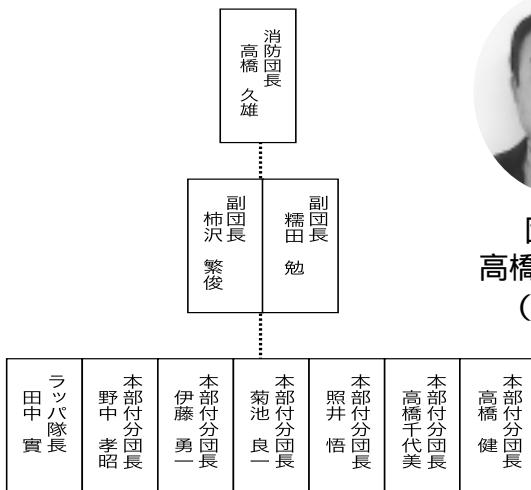 消防団長
高橋 久雄
副団長
糯田 勉
副団長
柿沢 繁俊
高橋
本部付分団長
高橋 健
本部付分団長
高橋千代美
本部付分団長
照井 悟
本部付分団長
菊池 良一
本部付分団長
伊藤 勇一
本部付分団長
野中 孝昭
ラッパ隊長
田中 實